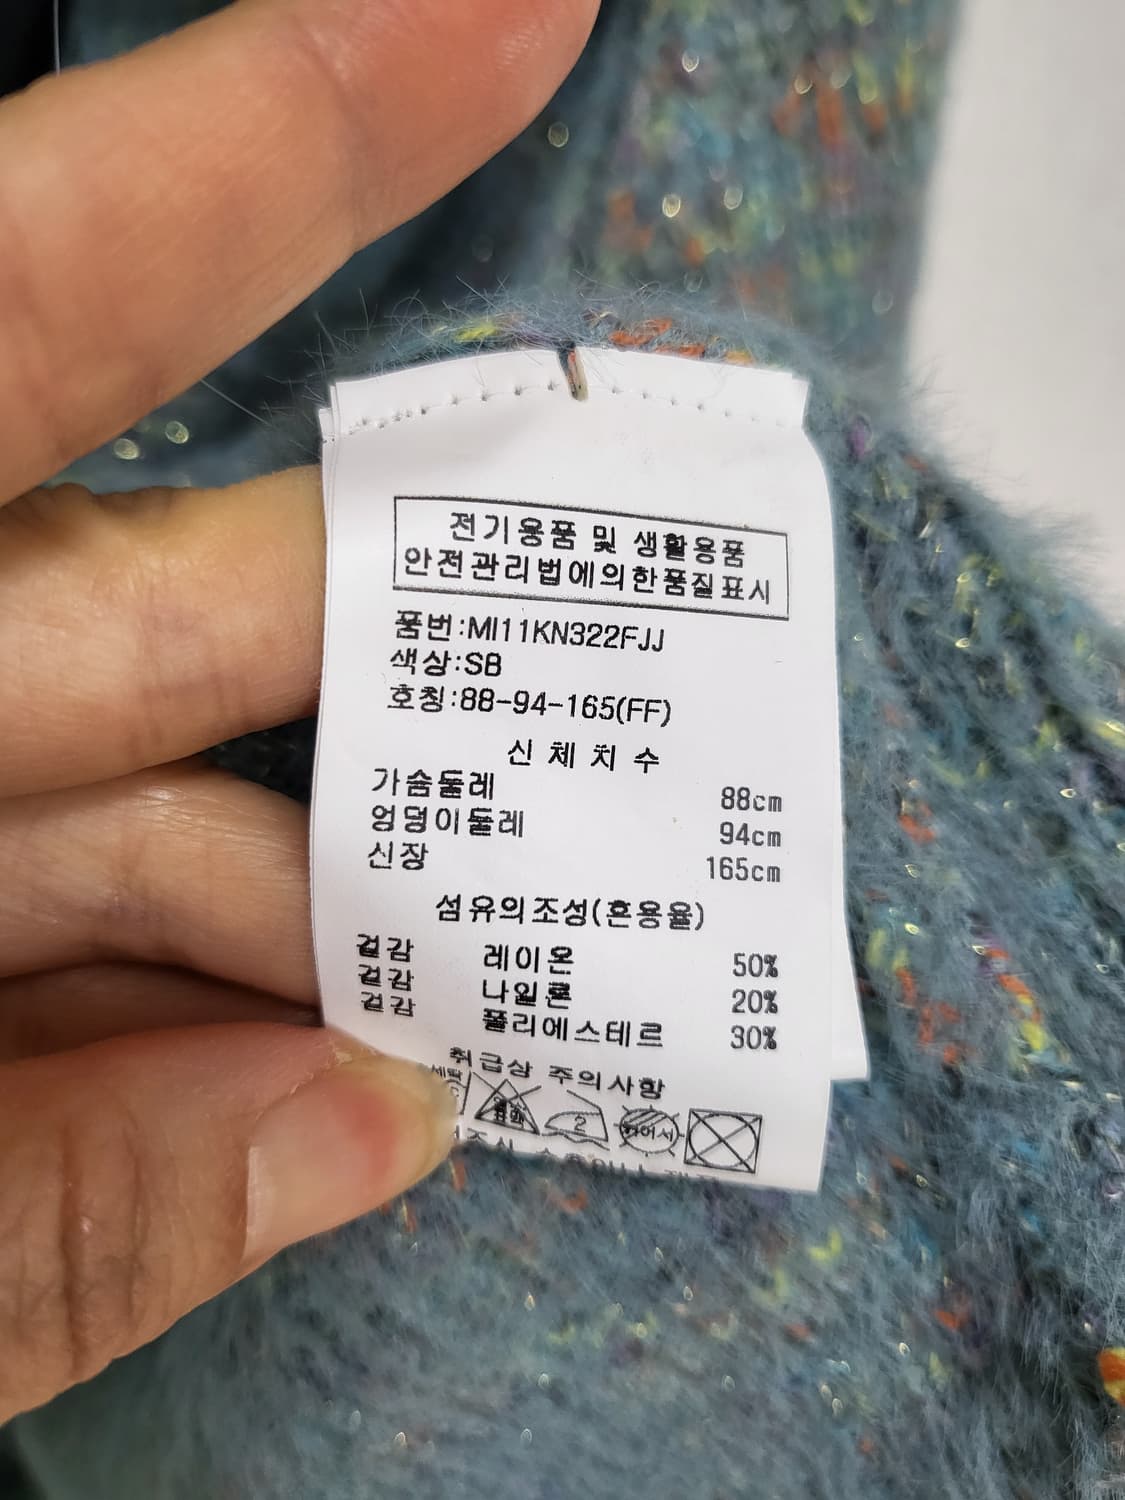 전기용품 및 생활용품
안전관리법에의한품질표시
품번:MI11KN322FJJ
색상:SB
호칭:88-94-165(FF)
신 체 치 수
가슴둘레 88cm
엉덩이둘레 94cm
신장 165cm
섬유의조성(혼용율)
겉감 레이온 50%
겉감 나일론 20%
겉감 폴리에스테르 30%
취급상 주의사항
세탁
2